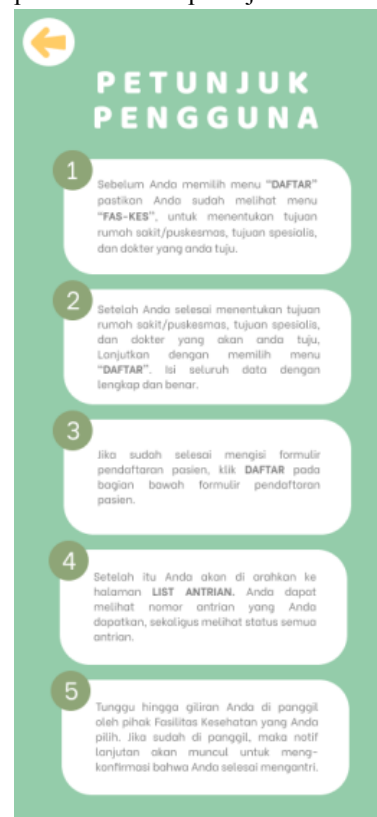 PETUNJUK
PENGGUNA
1
Sebelum Anda memilih menu "DAFTAR"
pastikan Anda sudah melihat menu
"FAS-KES", untuk menentukan tujuan
rumah sakit/puskesmas, tujuan spesialis,
dan dokter yang anda tuju.
2
Setelah Anda selesai menentukan tujuan
rumah sakit/puskesmas, tujuan spesialis,
dan dokter yang akan anda tuju,
Lanjutkan dengan memilih menu
"DAFTAR". Isi seluruh data dengan
lengkap dan benar.
3
Jika sudah selesai mengisi formulir
pendaftaran pasien, klik DAFTAR pada
bagian bawah formulir pendaftaran
pasien.
4
Setelah itu Anda akan di arahkan ke
halaman LIST ANTRIAN. Anda dapat
melihat nomor antrian yang Anda
dapatkan, sekaligus melihat status semua
antrian.
5
Tunggu hingga giliran Anda di panggil
oleh pihak Fasilitas Kesehatan yang Anda
pilih. Jika sudah di panggil, maka notif
lanjutan akan muncul untuk meng-
konfirmasi bahwa Anda selesai mengantri.